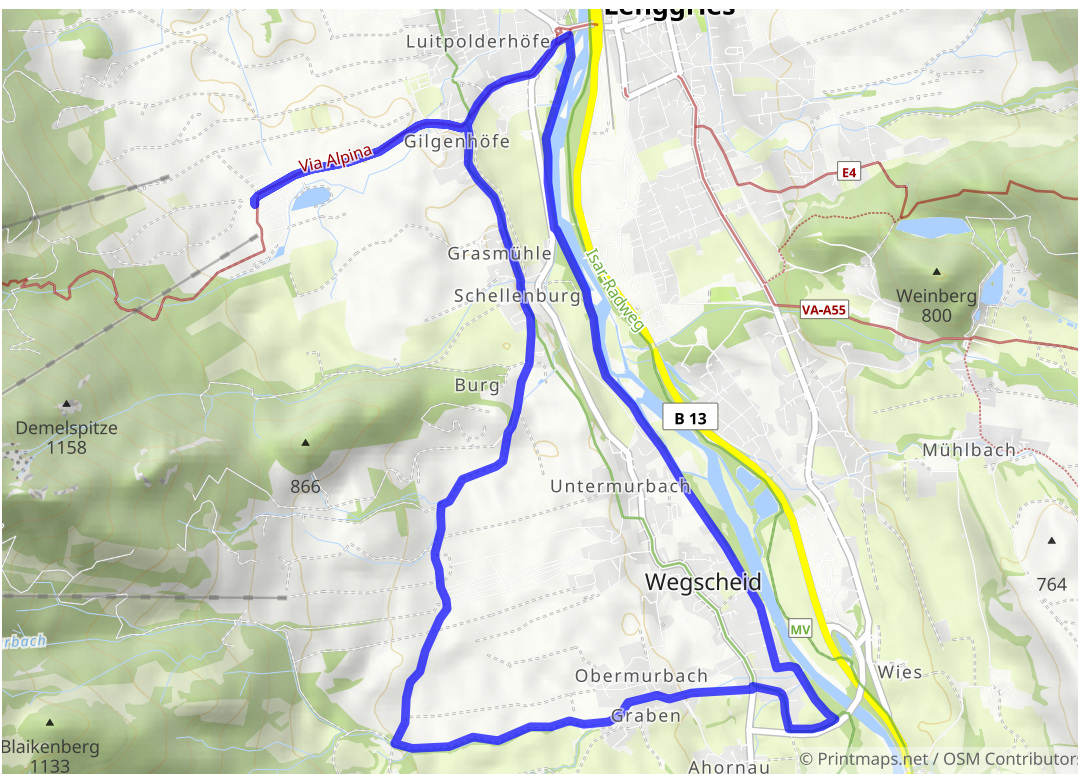 Lenggries
Luitpolderhöfe
Gilgenhöfe
Via Alpina
E4
Grasmühle
Isar-Radweg
Schellenburg
Weinberg
800
VA-A55
Burg
Demelspitze
1158
B 13
866
Mühlbach
Untermurbach
Wegscheid
764
MV
rbach
Obermurbach
Wies
Graben
Blaikenberg
1133
Ahornau
© Printmaps.net / OSM Contributors